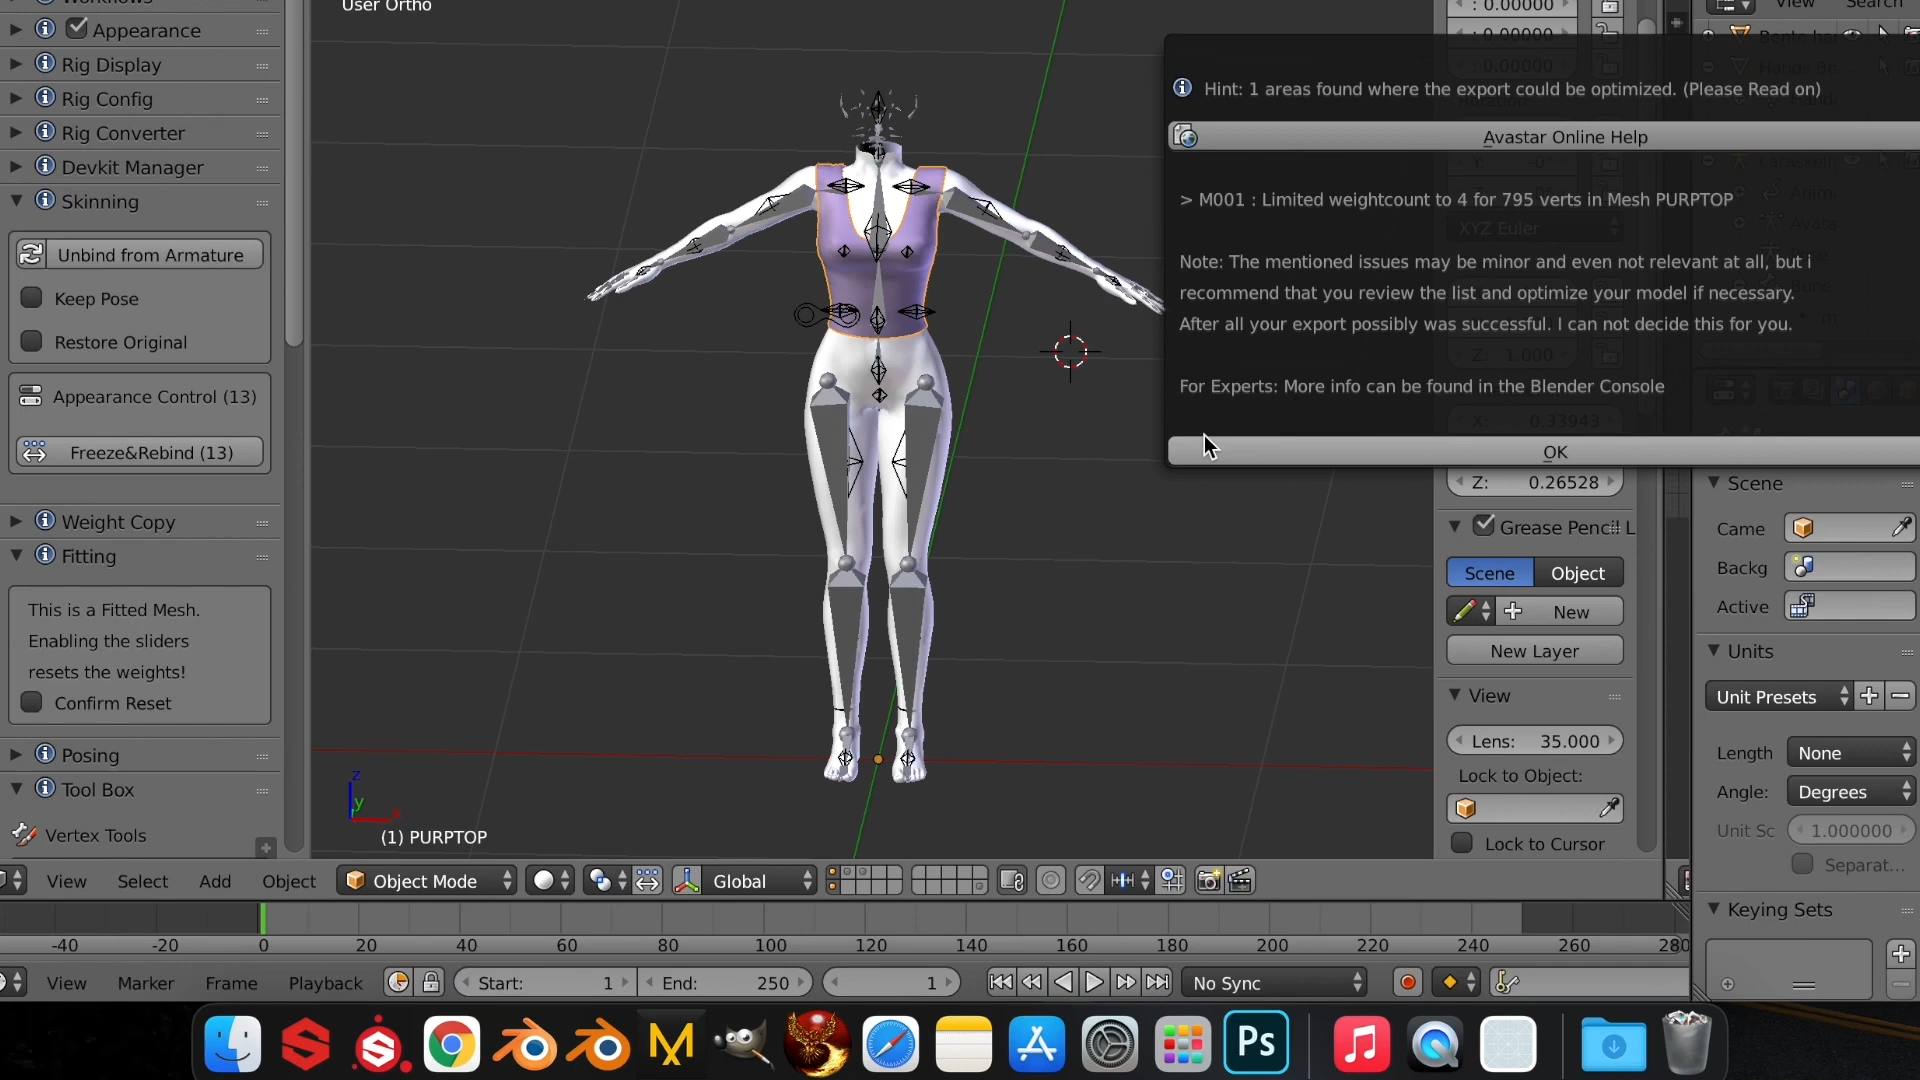 Workflows
Appearance
Rig Display
Rig Config
Rig Converter
Devkit Manager
Skinning
Unbind from Armature
Keep Pose
Restore Original
Appearance Control (13)
Freeze&Rebind (13)
Weight Copy
Fitting
This is a Fitted Mesh.
Enabling the sliders
resets the weights!
Confirm Reset
Posing
Tool Box
Vertex Tools
User Ortho
z
y
x
(1) PURPTOP
: 0.00000
: 0.00000
: 0.00000
Hint: 1 areas found where the export could be optimized. (Please Read on)
Avastar Online Help
> M001 : Limited weightcount to 4 for 795 verts in Mesh PURPTOP
XYZ Euler
Note: The mentioned issues may be minor and even not relevant at all, but i
recommend that you review the list and optimize your model if necessary.
After all your export possibly was successful. I can not decide this for you.
Z: 1.000
For Experts: More info can be found in the Blender Console
X: 0.33943
OK
Z: 0.26528
Grease Pencil L
Scene Object
New
New Layer
View
Lens: 35.000
Lock to Object:
Lock to Cursor
View Search
Scene
Came
Backg
Active
Units
Unit Presets
Length None
Angle: Degrees
Unit Sc 1.000000
Separat...
Keying Sets
View Select Add Object Object Mode Global
-40 -20 0 20 40 60 80 100 120 140 160 180 200 220 240 260 280
View Marker Frame Playback Start: 1 End: 250 1 No Sync
Ps